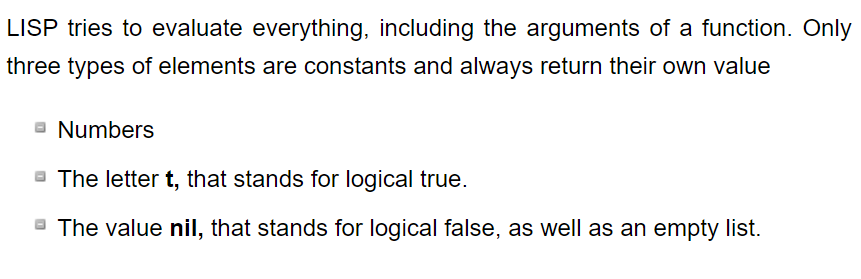 LISP tries to evaluate everything, including the arguments of a function. Only
three types of elements are constants and always return their own value
Numbers
The letter t, that stands for logical true.
The value nil, that stands for logical false, as well as an empty list.